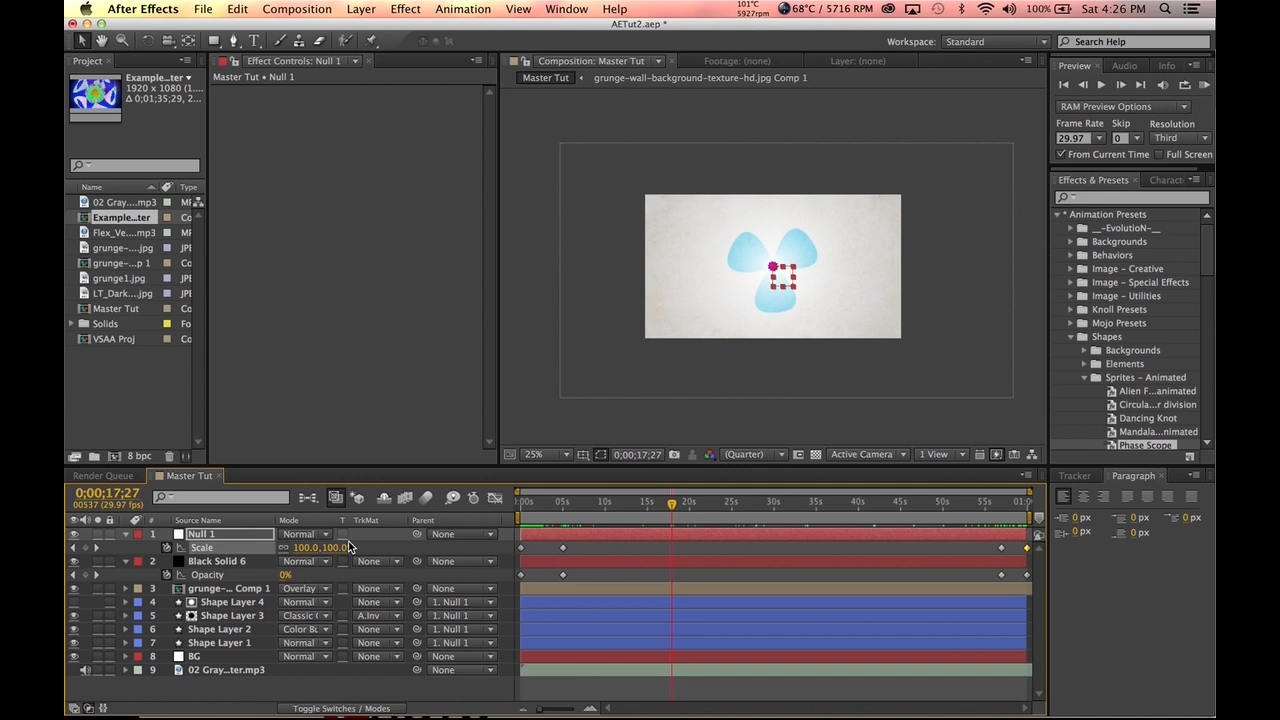 After Effects File Edit Composition Layer Effect Animation View Window Help 101°C 5927rpm 68°C / 5716 RPM 100% Sat 4:26 PM
AETut2.aep *
Workspace: Standard Search Help
Project Effect Controls: Null 1 Composition: Master Tut Footage: (none) Layer: (none) Preview Audio Info
Example...ter Master Tut • Null 1 Master Tut grunge-wall-background-texture-hd.jpg Comp 1
1920 x 1080 (1....
Δ 0;01;35;29, 2...
RAM Preview Options
Frame Rate Skip Resolution
29.97 0 Third
From Current Time Full Screen
Effects & Presets Charact
Name Type
02 Gray....mp3 MF
Example...ter Co
Flex_Ve....mp3 MF
grunge-....jpg JPE
grunge-...p 1 Co
grunge1.jpg JPE
LT_Dark....jpg JPE
Master Tut Co
Solids Fo
VSAA Proj Co
8 bpc
* Animation Presets
__-EvolutioN-__
Backgrounds
Behaviors
Image - Creative
Image - Special Effects
Image - Utilities
Knoll Presets
Mojo Presets
Shapes
Backgrounds
Elements
Sprites - Animated
Alien F...animated
Circula...r division
Dancing Knot
Mandala...nimated
Phase Scope
25% 0;00;17;27 (Quarter) Active Camera 1 View
Render Queue Master Tut Tracker Paragraph
0;00;17;27
00537 (29.97 fps)
:00s 05s 10s 15s 20s 25s 30s 35s 40s 45s 50s 55s 01:0
0 px 0 px 0 px
0 px 0 px
# Source Name Mode T TrkMat Parent
1 Null 1 Normal None
Scale 100.0,100.0
2 Black Solid 6 Normal None None
Opacity 0%
3 grunge-... Comp 1 Overlay None None
4 Shape Layer 4 Normal None 1. Null 1
5 Shape Layer 3 Classic A.Inv 1. Null 1
6 Shape Layer 2 Color Bu None 1. Null 1
7 Shape Layer 1 Normal None 1. Null 1
8 BG Normal None None
9 02 Gray...ter.mp3 None
Toggle Switches / Modes